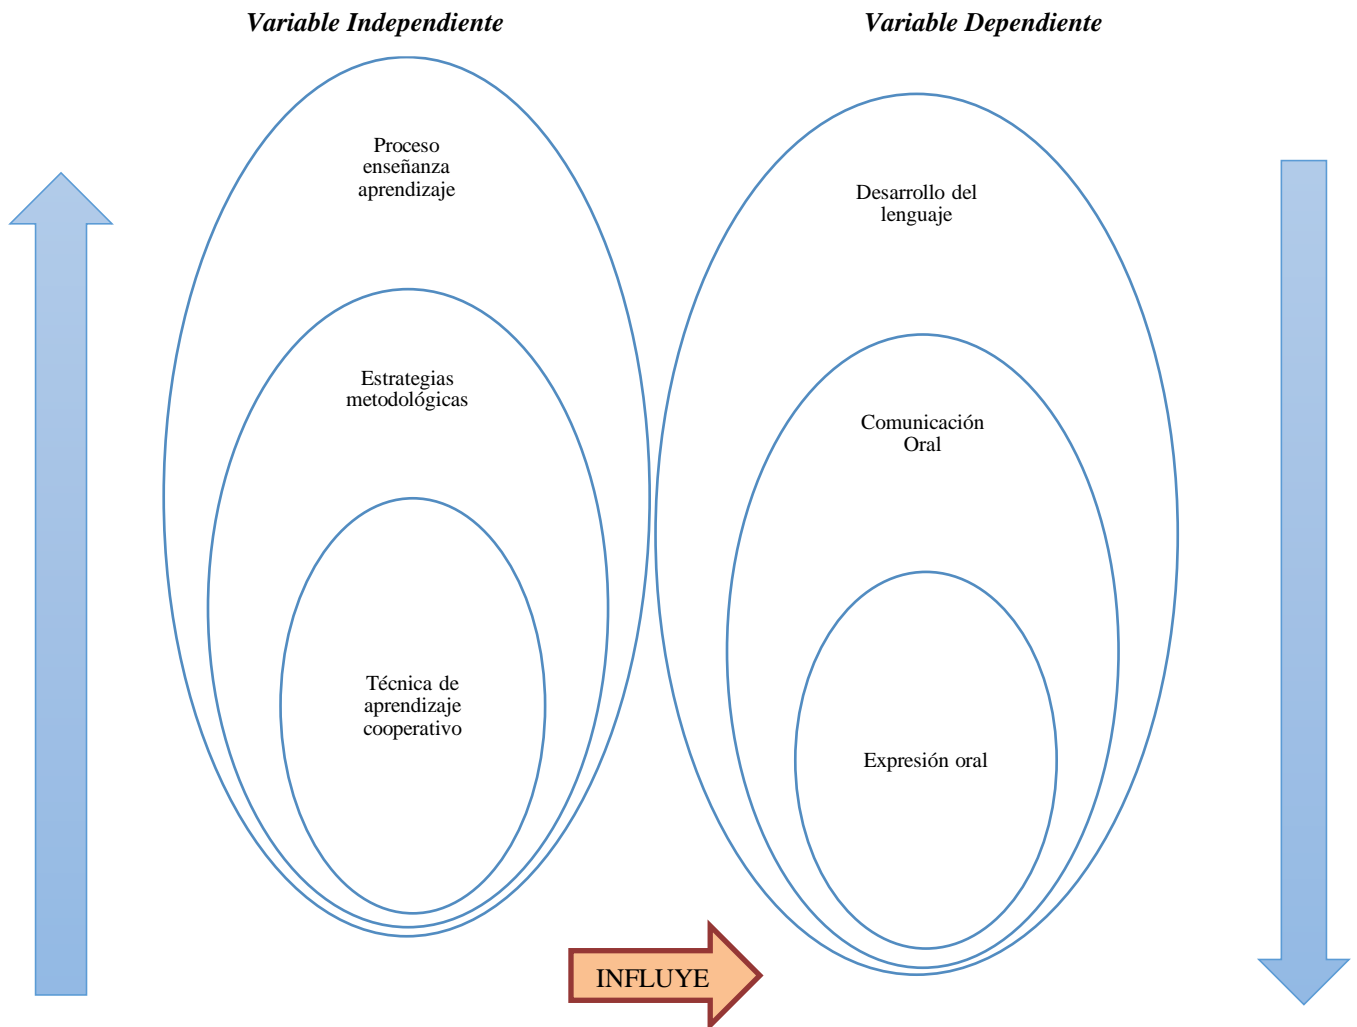 Variable Independiente
Variable Dependiente
Proceso
enseñanza
aprendizaje
Estrategias
metodológicas
Técnica de
aprendizaje
cooperativo
Desarrollo del
lenguaje
Comunicación
Oral
Expresión oral
INFLUYE